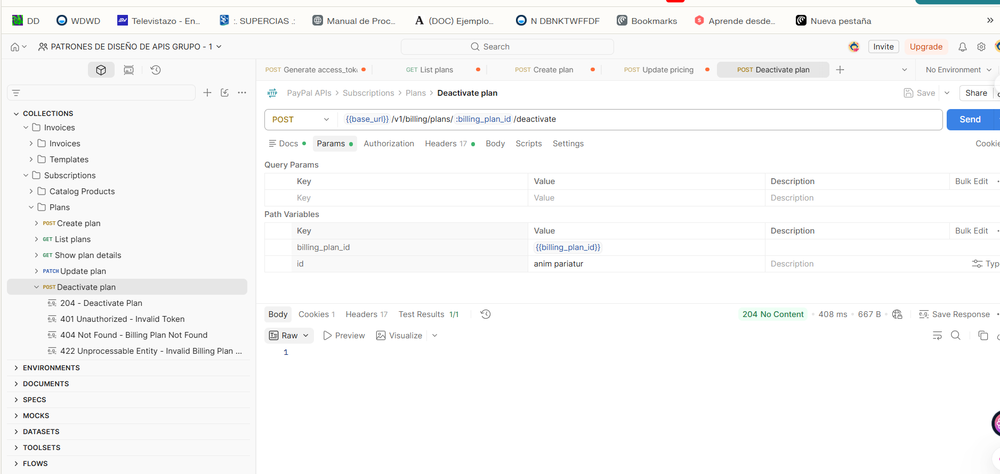 DD WDWD Televistazo - En... :. SUPERCIAS .: Manual de Proc... (DOC) Ejemplo... N DBNKTWFFDF Bookmarks Aprende desde... Nueva pestaña
PATRONES DE DISEÑO DE APIS GRUPO - 1 Search Invite Upgrade
POST Generate access_tok GET List plans POST Create plan POST Update pricing POST Deactivate plan No Environment
PayPal APIs > Subscriptions > Plans > Deactivate plan Save Share
COLLECTIONS
Invoices
Invoices
Templates
Subscriptions
Catalog Products
Plans
POST Create plan
GET List plans
GET Show plan details
PATCH Update plan
POST Deactivate plan
e.g. 204 - Deactivate Plan
e.g. 401 Unauthorized - Invalid Token
e.g. 404 Not Found - Billing Plan Not Found
e.g. 422 Unprocessable Entity - Invalid Billing Plan ...
ENVIRONMENTS
DOCUMENTS
SPECS
MOCKS
DATASETS
TOOLSETS
FLOWS
HTTP
POST {{base_url}} /v1/billing/plans/ :billing_plan_id /deactivate Send
Docs Params Authorization Headers 17 Body Scripts Settings Cookie
Query Params
Key Value Description Bulk Edit
Key Value Description
Path Variables
Key Value Description Bulk Edit
billing_plan_id {{billing_plan_id}}
id anim pariatur Description Typ
Body Cookies 1 Headers 17 Test Results 1/1 204 No Content • 408 ms • 667 B e.g. Save Response
Raw Preview Visualize
1